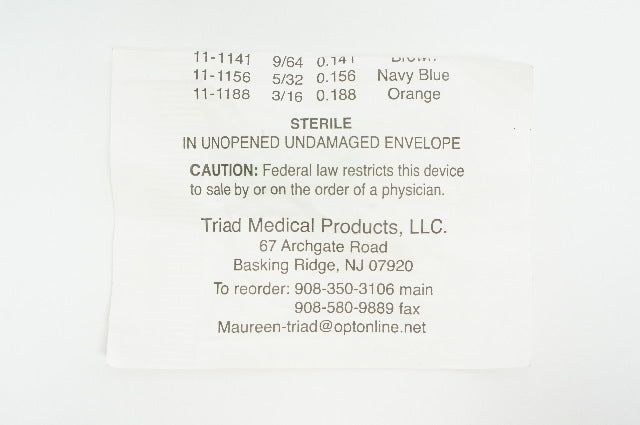 11-1141 9/64 0.141 Brown
11-1156 5/32 0.156 Navy Blue
11-1188 3/16 0.188 Orange
STERILE
IN UNOPENED UNDAMAGED ENVELOPE
CAUTION: Federal law restricts this device
to sale by or on the order of a physician.
Triad Medical Products, LLC.
67 Archgate Road
Basking Ridge, NJ 07920
To reorder: 908-350-3106 main
908-580-9889 fax
Maureen-triad@optonline.net